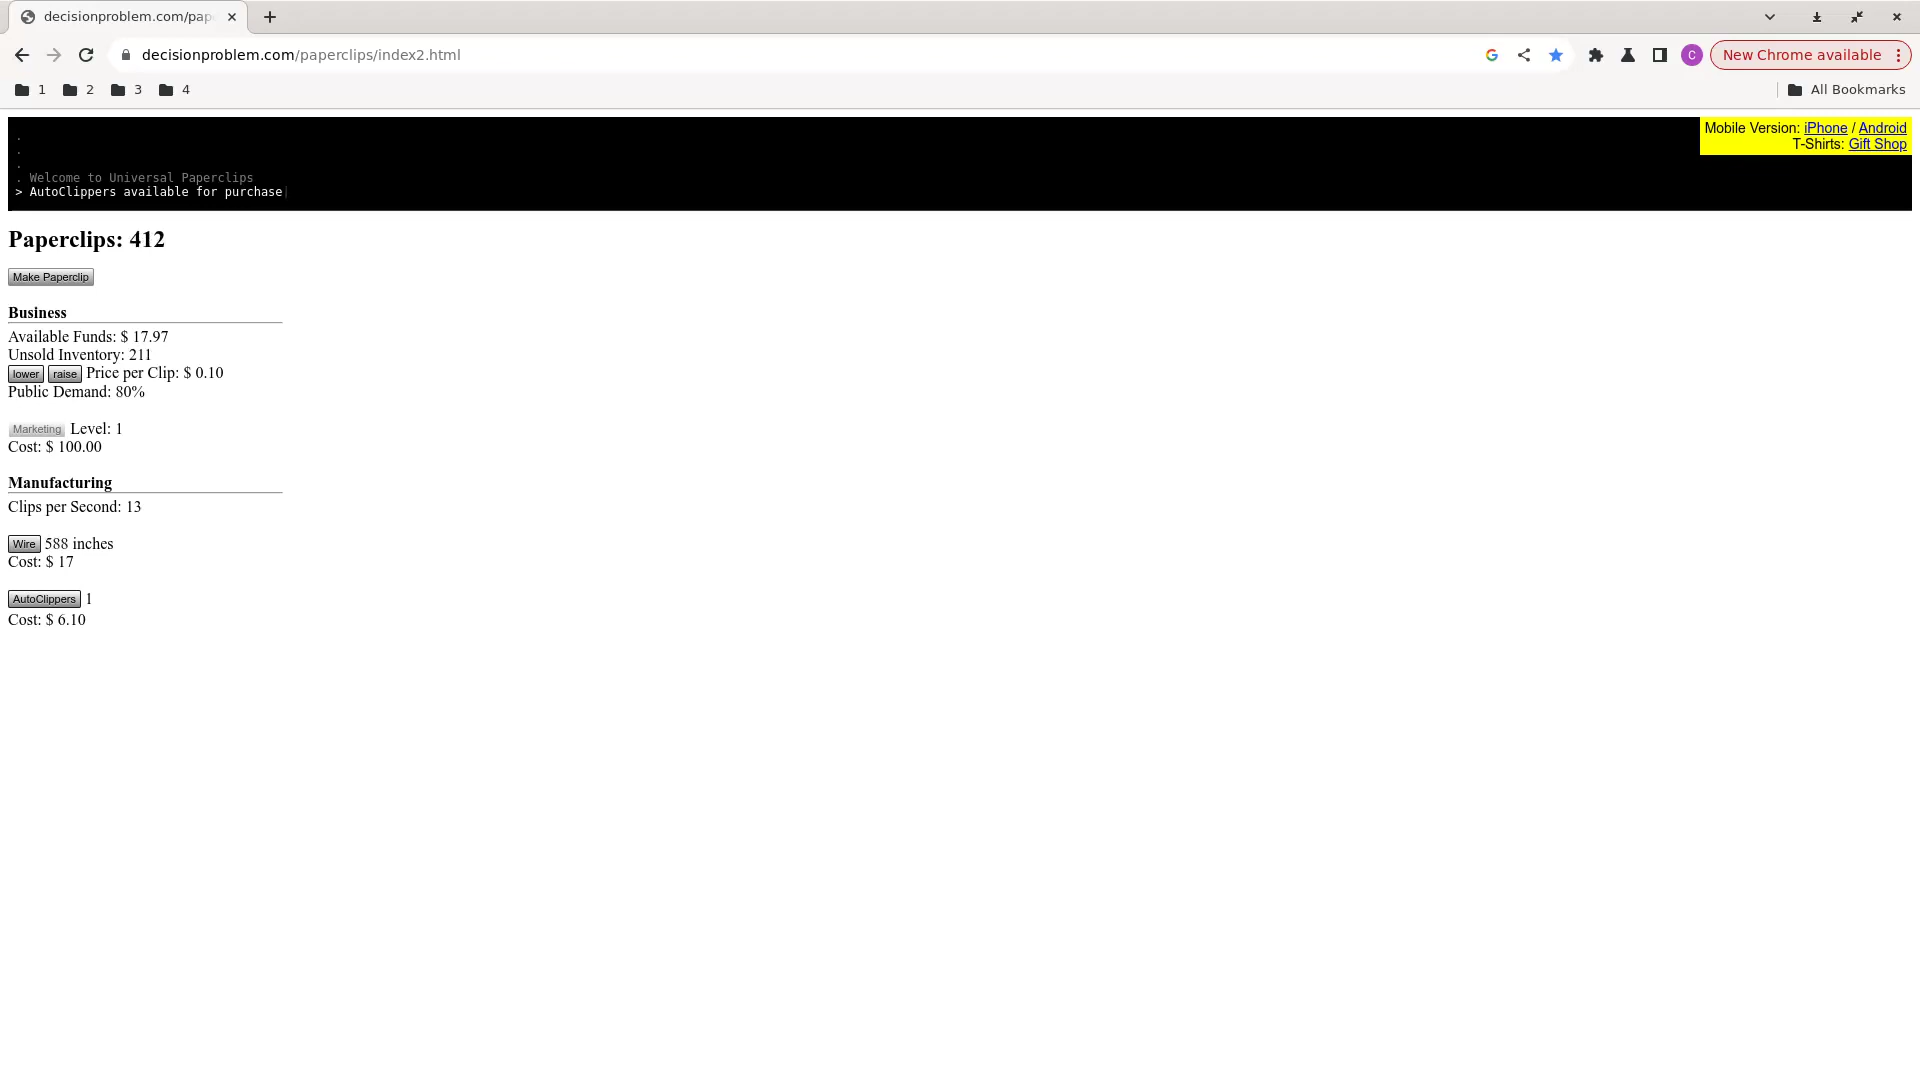 decisionproblem.com/pap
decisionproblem.com/paperclips/index2.html
C
New Chrome available
1
2
3
4
All Bookmarks
.
.
.
. Welcome to Universal Paperclips
> AutoClippers available for purchase
Mobile Version: iPhone / Android
T-Shirts: Gift Shop
Paperclips: 412
Make Paperclip
Business
Available Funds: $ 17.97
Unsold Inventory: 211
lower raise Price per Clip: $ 0.10
Public Demand: 80%
Marketing Level: 1
Cost: $ 100.00
Manufacturing
Clips per Second: 13
Wire 588 inches
Cost: $ 17
AutoClippers 1
Cost: $ 6.10